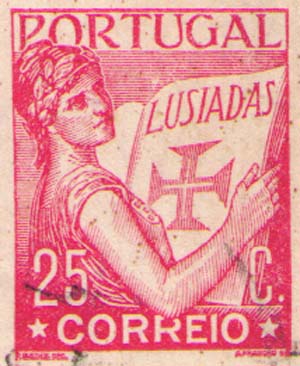 PORTUGAL
LUSIADAS
25 C.
★ CORREIO ★